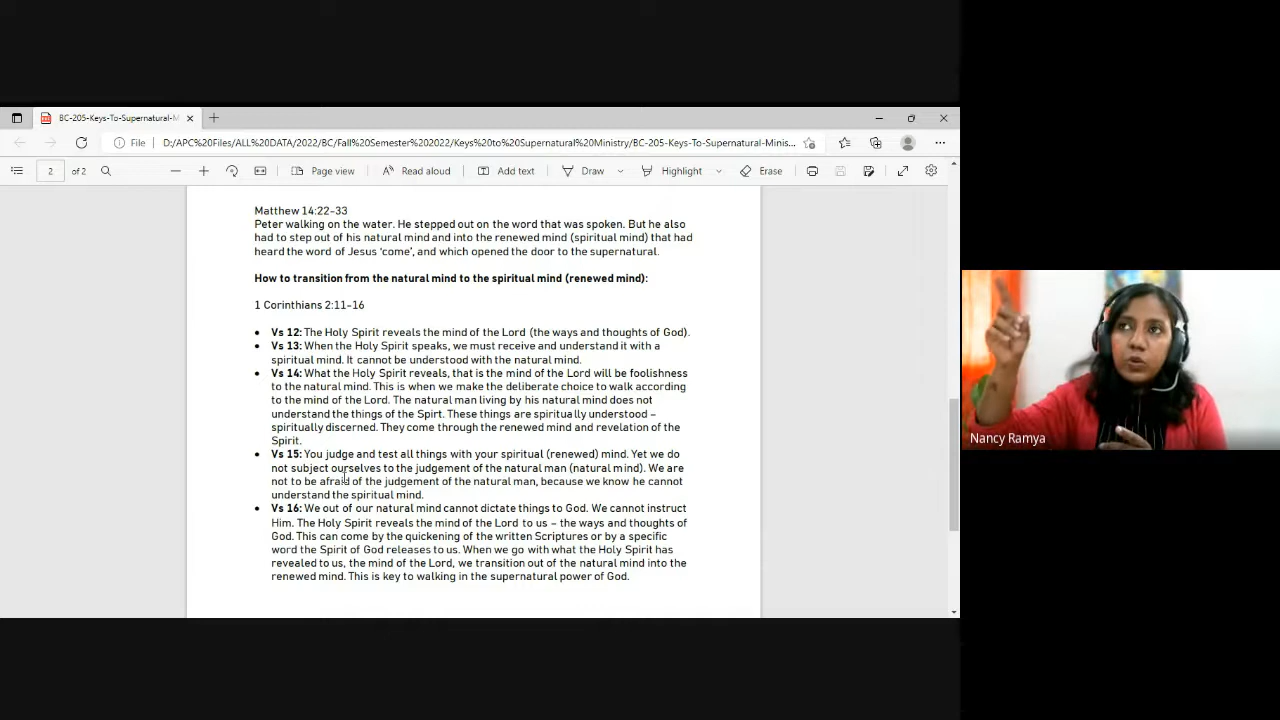 BC-205-Keys-To-Supernatural-M
File
D:/APC%20Files/ALL%20DATA/2022/BC/Fall%20Semester%202022/Keys%20to%20Supernatural%20Ministry/BC-205-Keys-To-Supernatural-Minis...
2
of 2
Page view
Read aloud
Add text
Draw
Highlight
Erase
Matthew 14:22-33
Peter walking on the water. He stepped out on the word that was spoken. But he also
had to step out of his natural mind and into the renewed mind (spiritual mind) that had
heard the word of Jesus ‘come’, and which opened the door to the supernatural.
How to transition from the natural mind to the spiritual mind (renewed mind):
1 Corinthians 2:11-16
• Vs 12: The Holy Spirit reveals the mind of the Lord (the ways and thoughts of God).
• Vs 13: When the Holy Spirit speaks, we must receive and understand it with a
spiritual mind. It cannot be understood with the natural mind.
• Vs 14: What the Holy Spirit reveals, that is the mind of the Lord will be foolishness
to the natural mind. This is when we make the deliberate choice to walk according
to the mind of the Lord. The natural man living by his natural mind does not
understand the things of the Spirt. These things are spiritually understood –
spiritually discerned. They come through the renewed mind and revelation of the
Spirit.
• Vs 15: You judge and test all things with your spiritual (renewed) mind. Yet we do
not subject ourselves to the judgement of the natural man (natural mind). We are
not to be afraid of the judgement of the natural man, because we know he cannot
understand the spiritual mind.
• Vs 16: We out of our natural mind cannot dictate things to God. We cannot instruct
Him. The Holy Spirit reveals the mind of the Lord to us – the ways and thoughts of
God. This can come by the quickening of the written Scriptures or by a specific
word the Spirit of God releases to us. When we go with what the Holy Spirit has
revealed to us, the mind of the Lord, we transition out of the natural mind into the
renewed mind. This is key to walking in the supernatural power of God.
Nancy Ramya